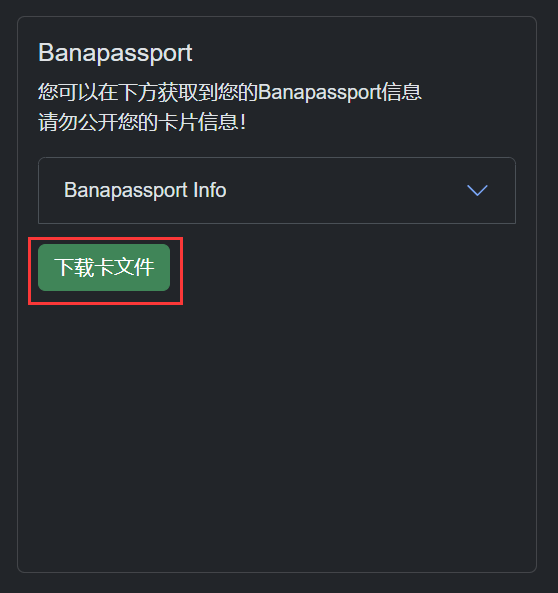 Banapassport
您可以在下方获取到您的Banapassport信息
请勿公开您的卡片信息！
Banapassport Info
下载卡文件